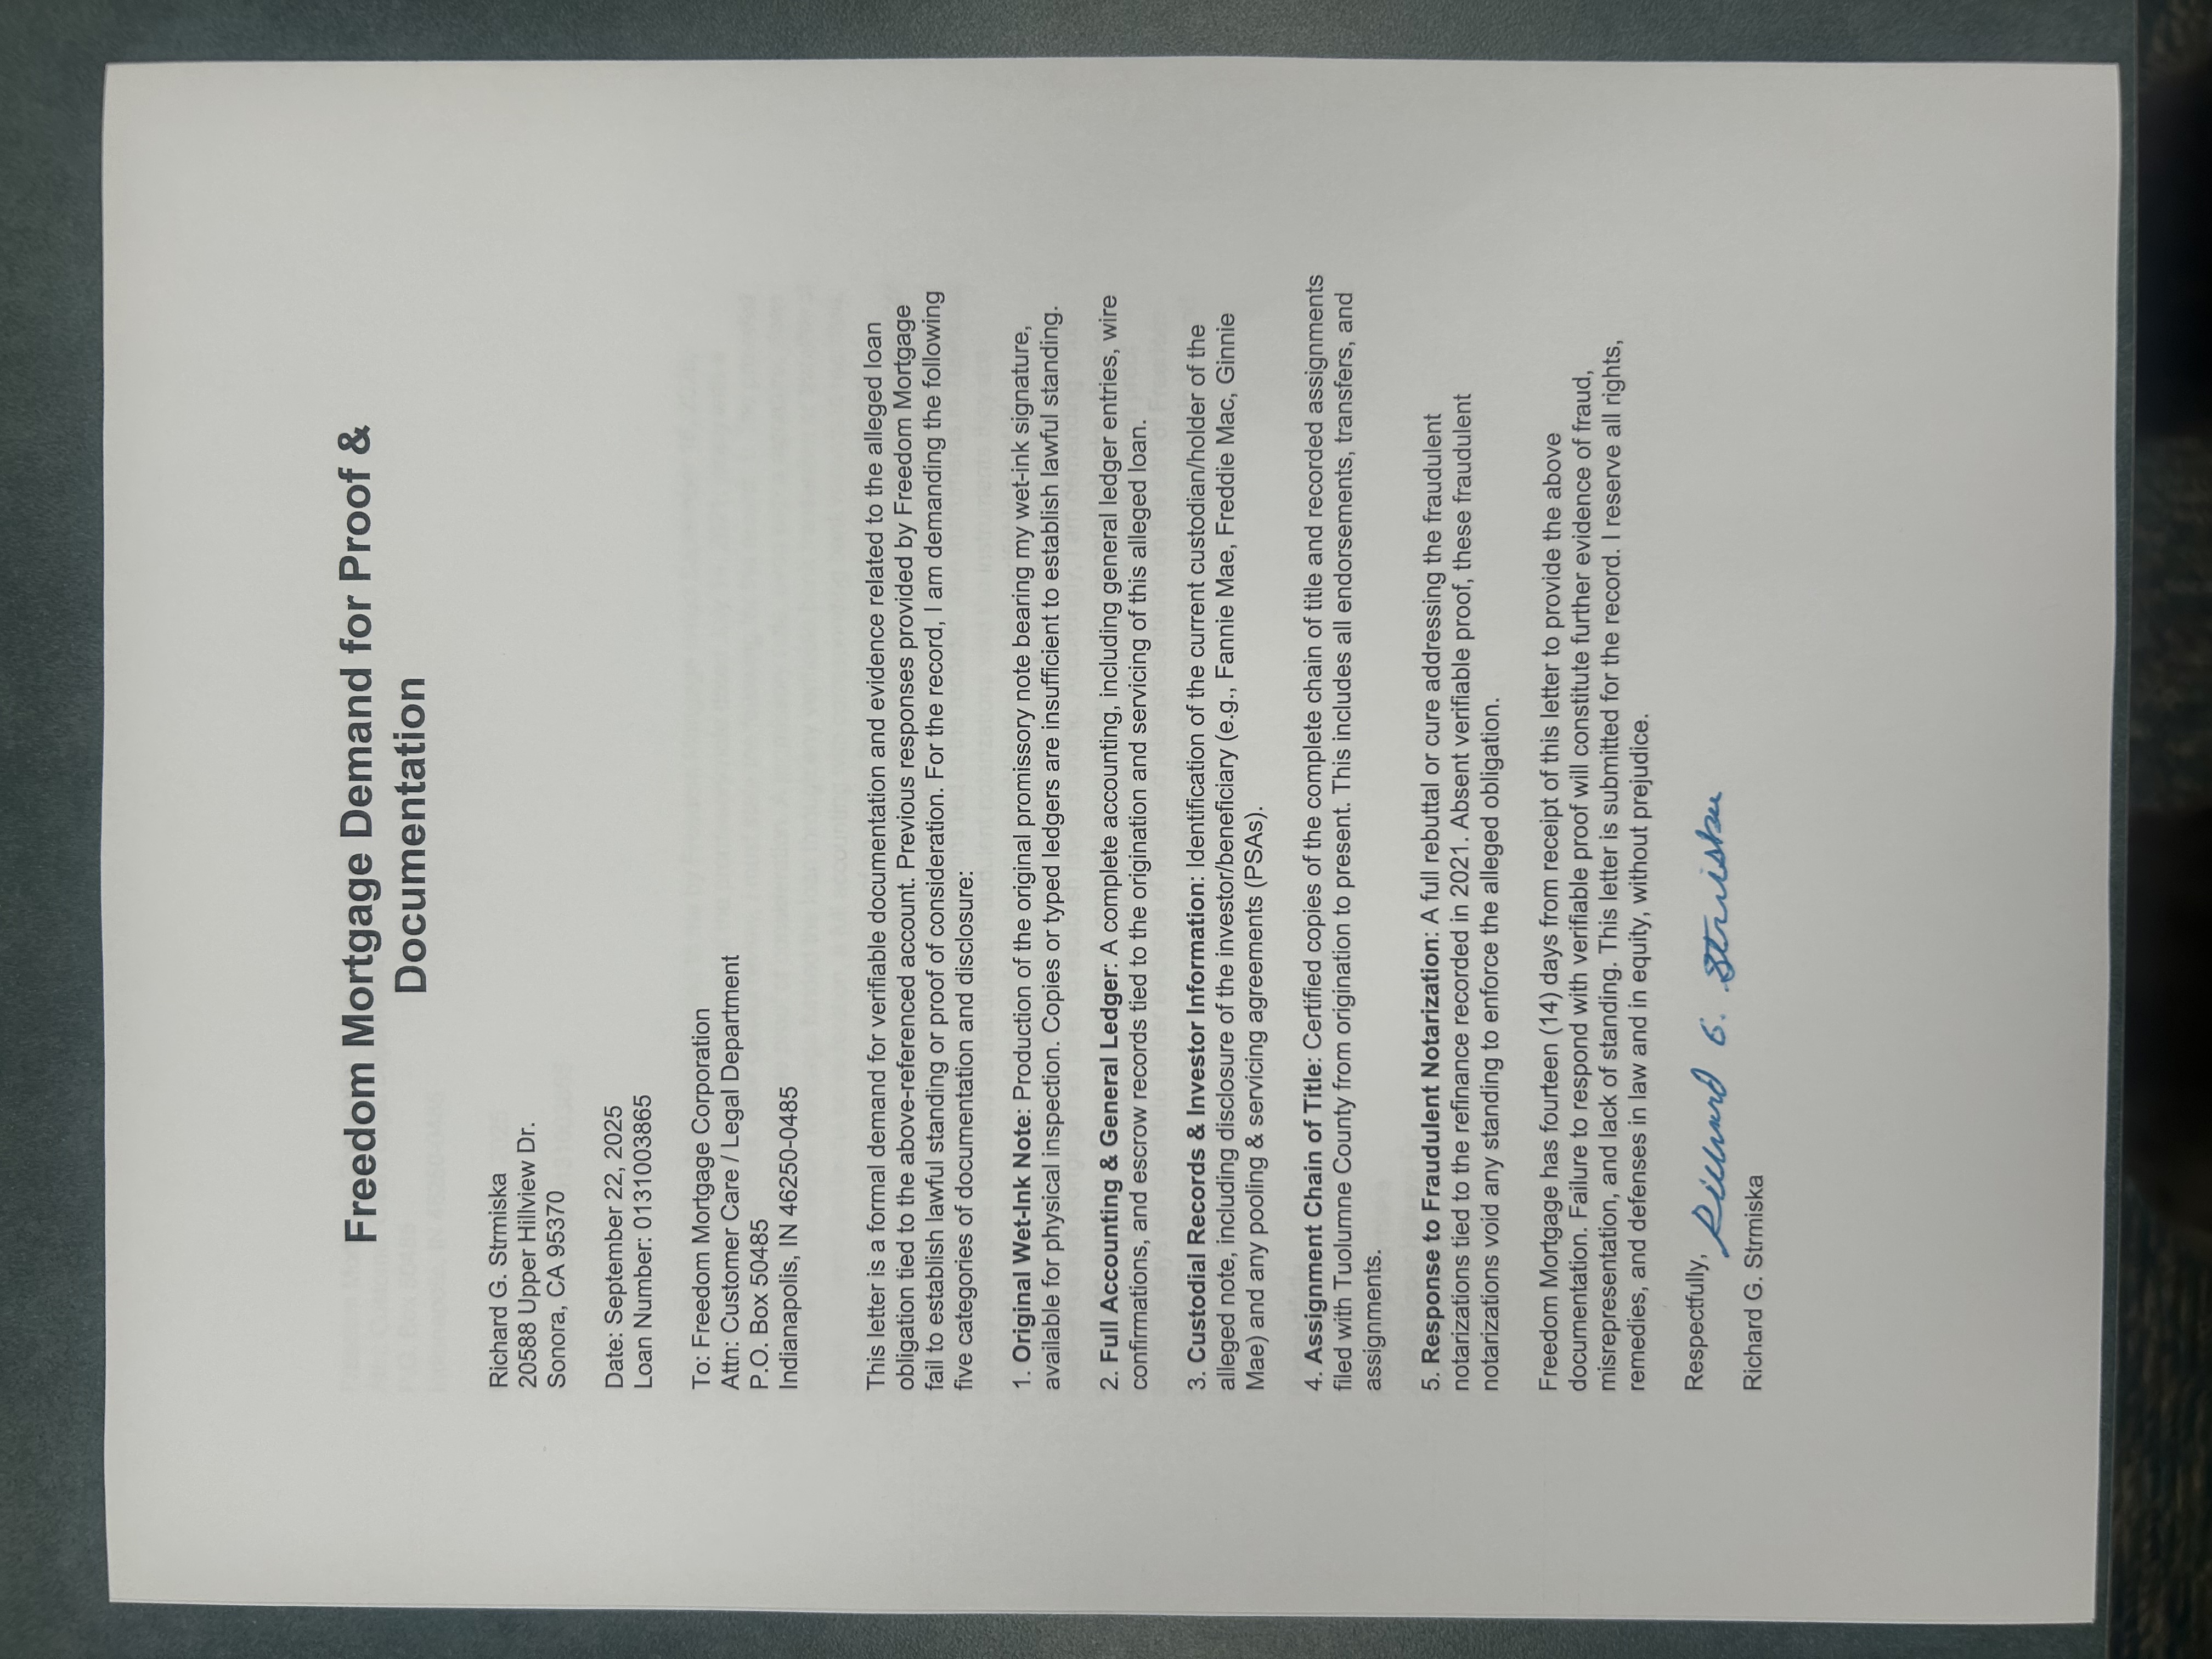 Freedom Mortgage Demand for Proof &
Documentation
Richard G. Strmiska
20588 Upper Hillview Dr.
Sonora, CA 95370
Date: September 22, 2025
Loan Number: 0131003865
To: Freedom Mortgage Corporation
Attn: Customer Care / Legal Department
P.O. Box 50485
Indianapolis, IN 46250-0485
This letter is a formal demand for verifiable documentation and evidence related to the alleged loan
obligation tied to the above-referenced account. Previous responses provided by Freedom Mortgage
fail to establish lawful standing or proof of consideration. For the record, I am demanding the following
five categories of documentation and disclosure:
1. Original Wet-Ink Note: Production of the original promissory note bearing my wet-ink signature,
available for physical inspection. Copies or typed ledgers are insufficient to establish lawful standing.
2. Full Accounting & General Ledger: A complete accounting, including general ledger entries, wire
confirmations, and escrow records tied to the origination and servicing of this alleged loan.
3. Custodial Records & Investor Information: Identification of the current custodian/holder of the
alleged note, including disclosure of the investor/beneficiary (e.g., Fannie Mae, Freddie Mac, Ginnie
Mae) and any pooling & servicing agreements (PSAs).
4. Assignment Chain of Title: Certified copies of the complete chain of title and recorded assignments
filed with Tuolumne County from origination to present. This includes all endorsements, transfers, and
assignments.
5. Response to Fraudulent Notarization: A full rebuttal or cure addressing the fraudulent
notarizations tied to the refinance recorded in 2021. Absent verifiable proof, these fraudulent
notarizations void any standing to enforce the alleged obligation.
Freedom Mortgage has fourteen (14) days from receipt of this letter to provide the above
documentation. Failure to respond with verifiable proof will constitute further evidence of fraud,
misrepresentation, and lack of standing. This letter is submitted for the record. I reserve all rights,
remedies, and defenses in law and in equity, without prejudice.
Respectfully, Richard G. Strmiska
Richard G. Strmiska